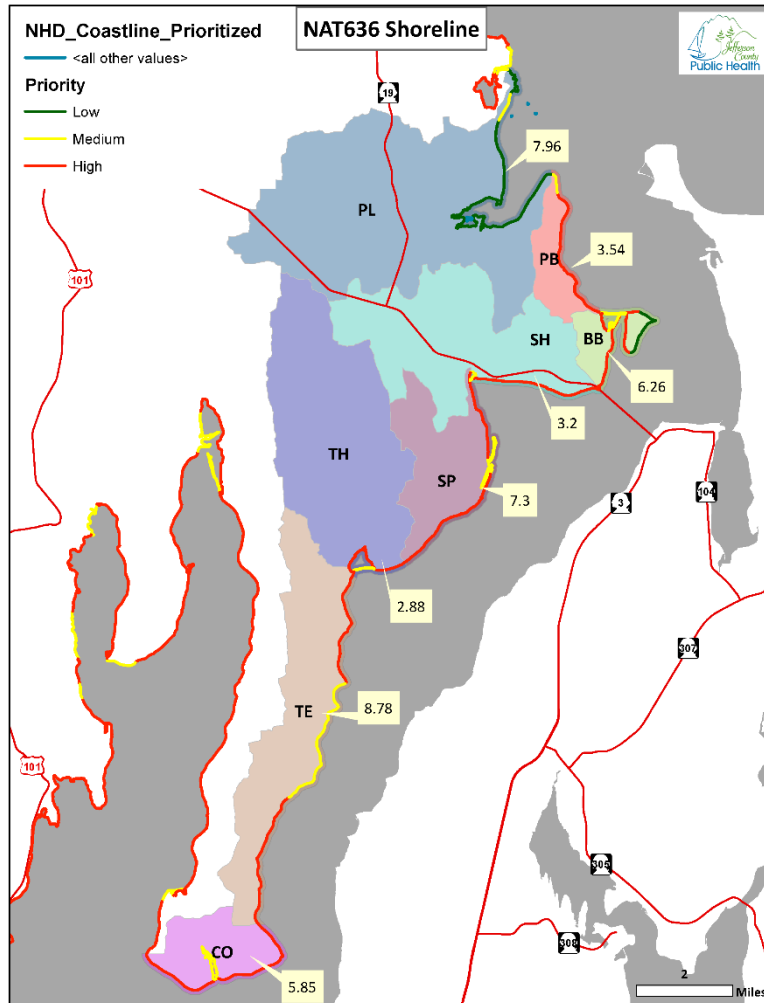 NAT636 Shoreline
NHD_Coastline_Prioritized
<all other values>
Priority
Low
Medium
High
Jefferson
County
Public Health
19
7.96
PL
101
PB
3.54
SH
BB
6.26
3.2
TH
SP
7.3
3
104
2.88
307
TE
8.78
101
305
308
CO
5.85
2
Miles